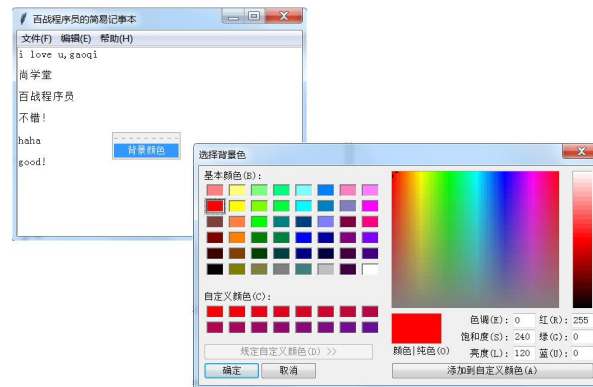 百战程序员的简易记事本
文件(F) 编辑(E) 帮助(H)
i love u,gaoqi
尚学堂
百战程序员
不错!
haha
good!
背景颜色
选择背景色
基本颜色(B):
自定义颜色(C):
规定自定义颜色(D) >>
确定 取消
颜色|纯色(O)
色调(E): 0 红(R): 255
饱和度(S): 240 绿(G): 0
亮度(L): 120 蓝(U): 0
添加到自定义颜色(A)